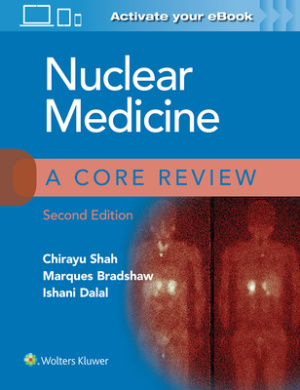 Activate your eBook
Nuclear
Medicine
A CORE REVIEW
Second Edition
Chirayu Shah
Marques Bradshaw
Ishani Dalal
Wolters Kluwer